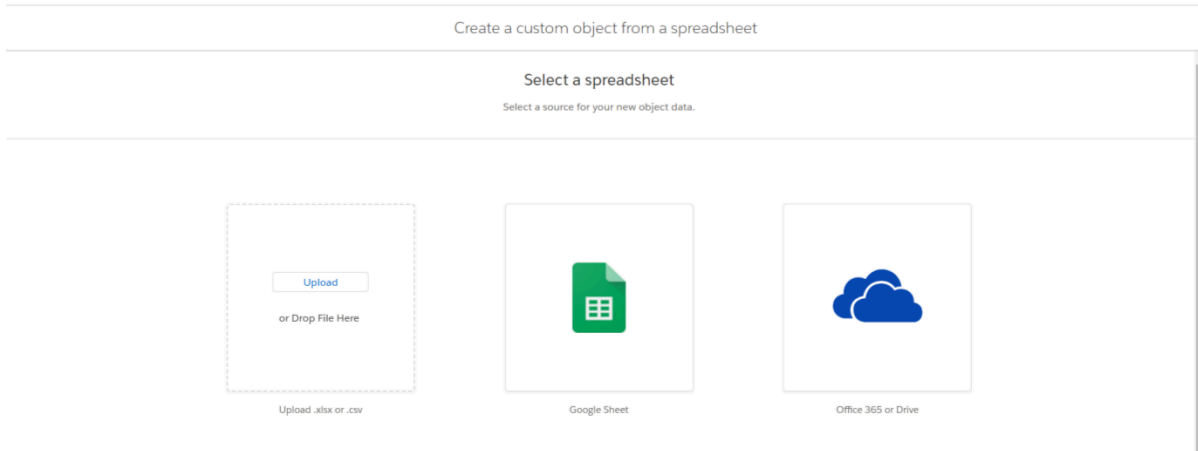 Create a custom object from a spreadsheet
Select a spreadsheet
Select a source for your new object data.
Upload
or Drop File Here
Upload .xlsx or .csv
Google Sheet
Office 365 or Drive